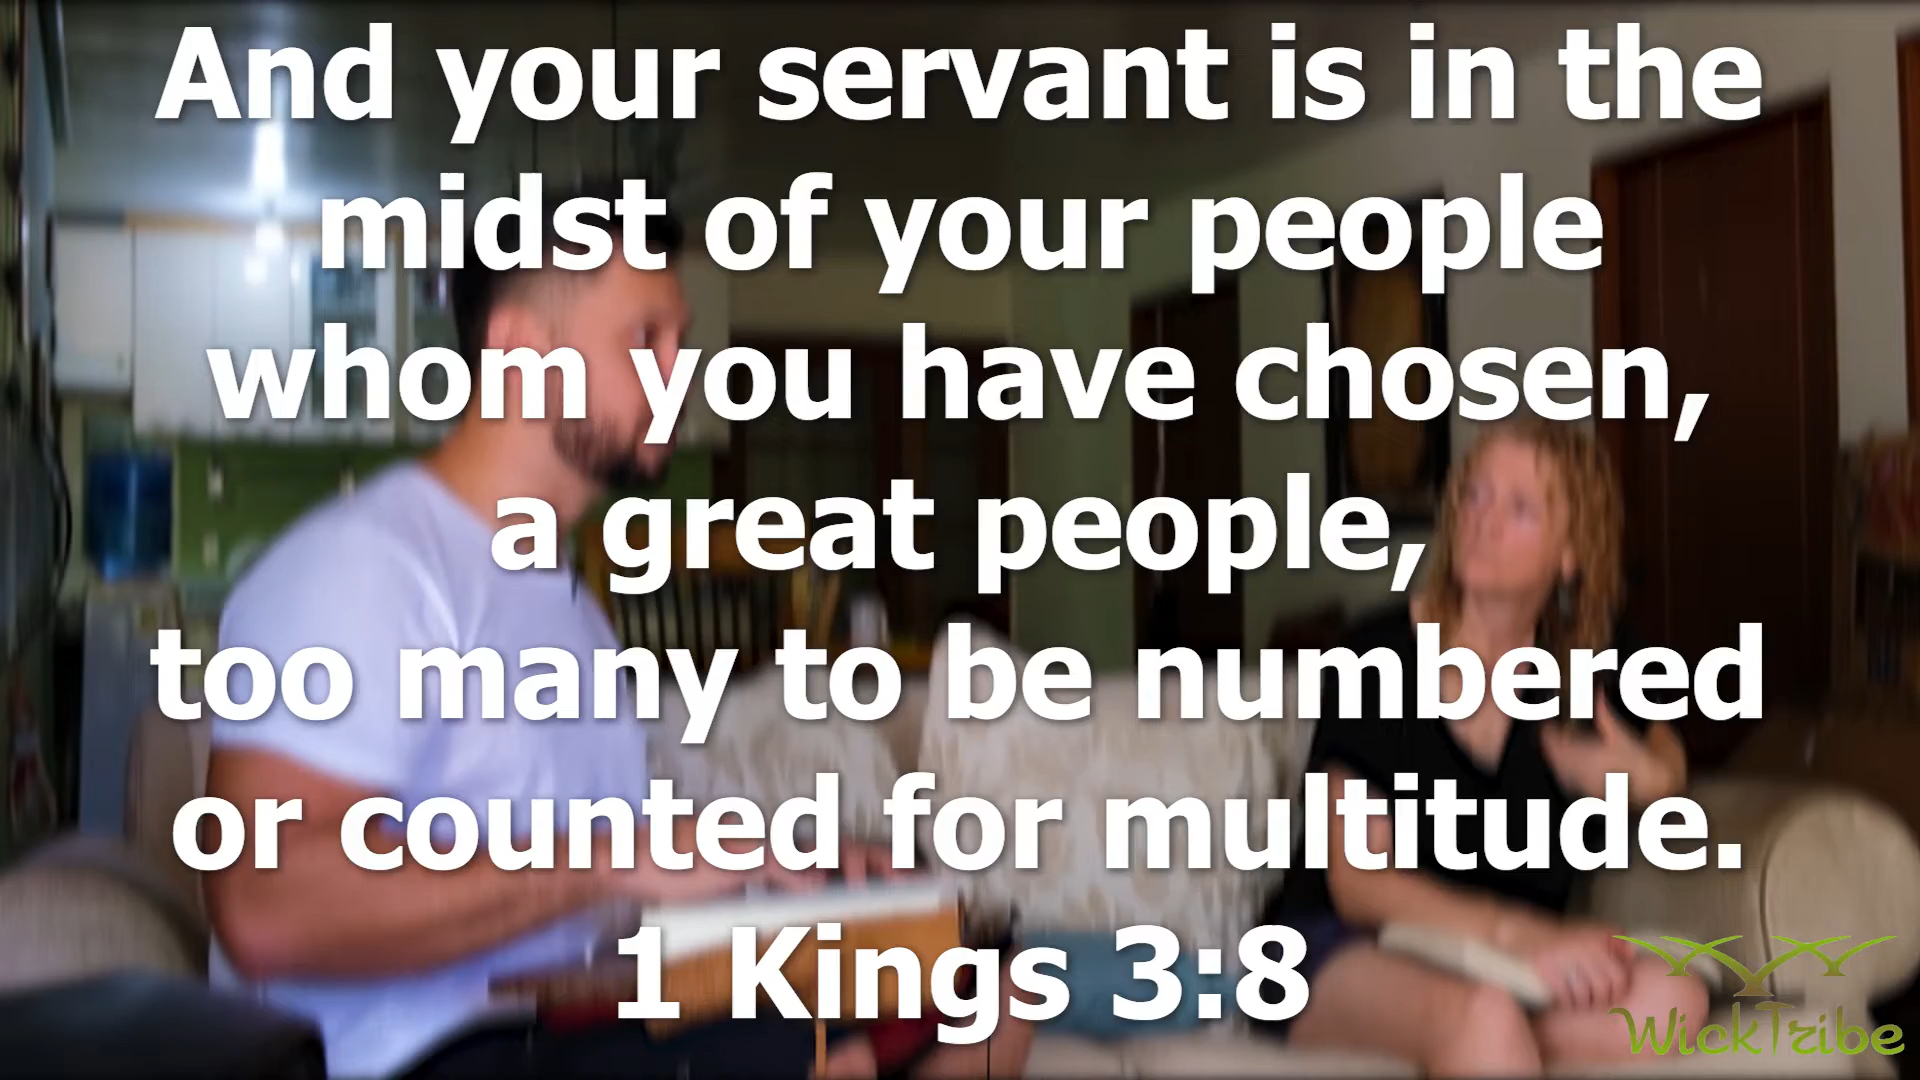 And your servant is in the
midst of your people
whom you have chosen,
a great people,
too many to be numbered
or counted for multitude.
1 Kings 3:8
WickTribe